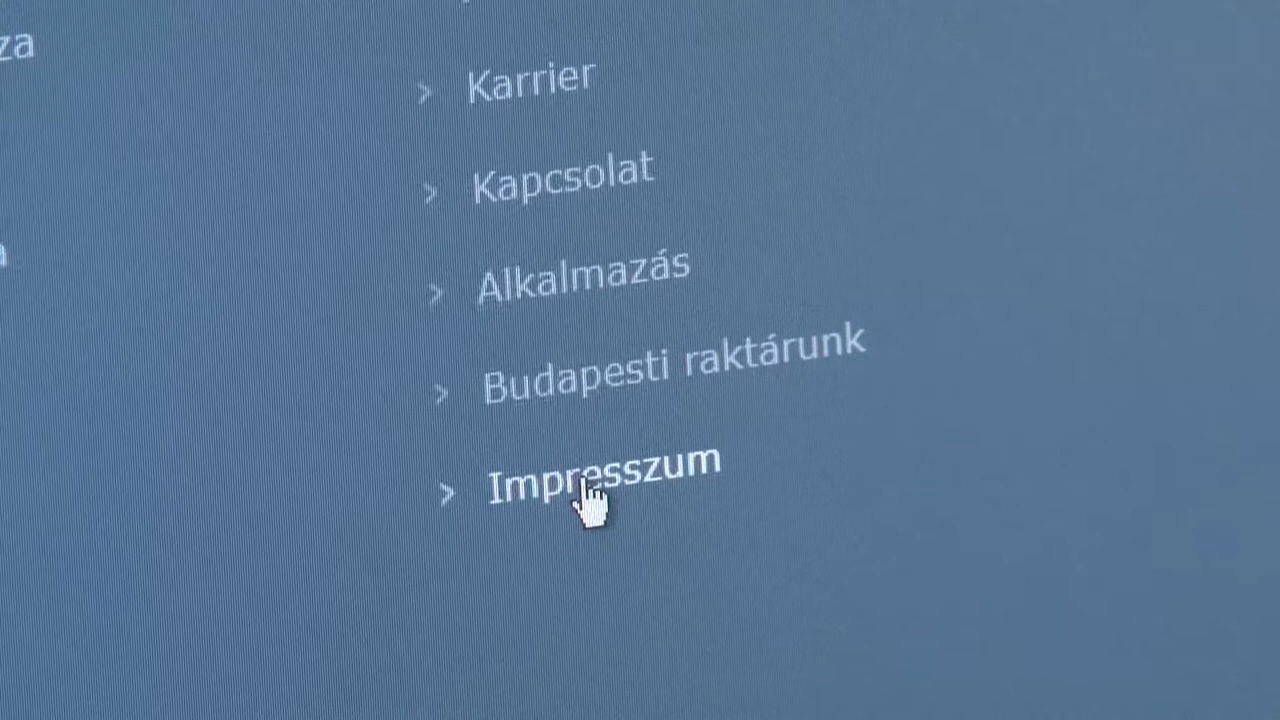 Karrier
Kapcsolat
Alkalmazás
Budapesti raktárunk
Impresszum